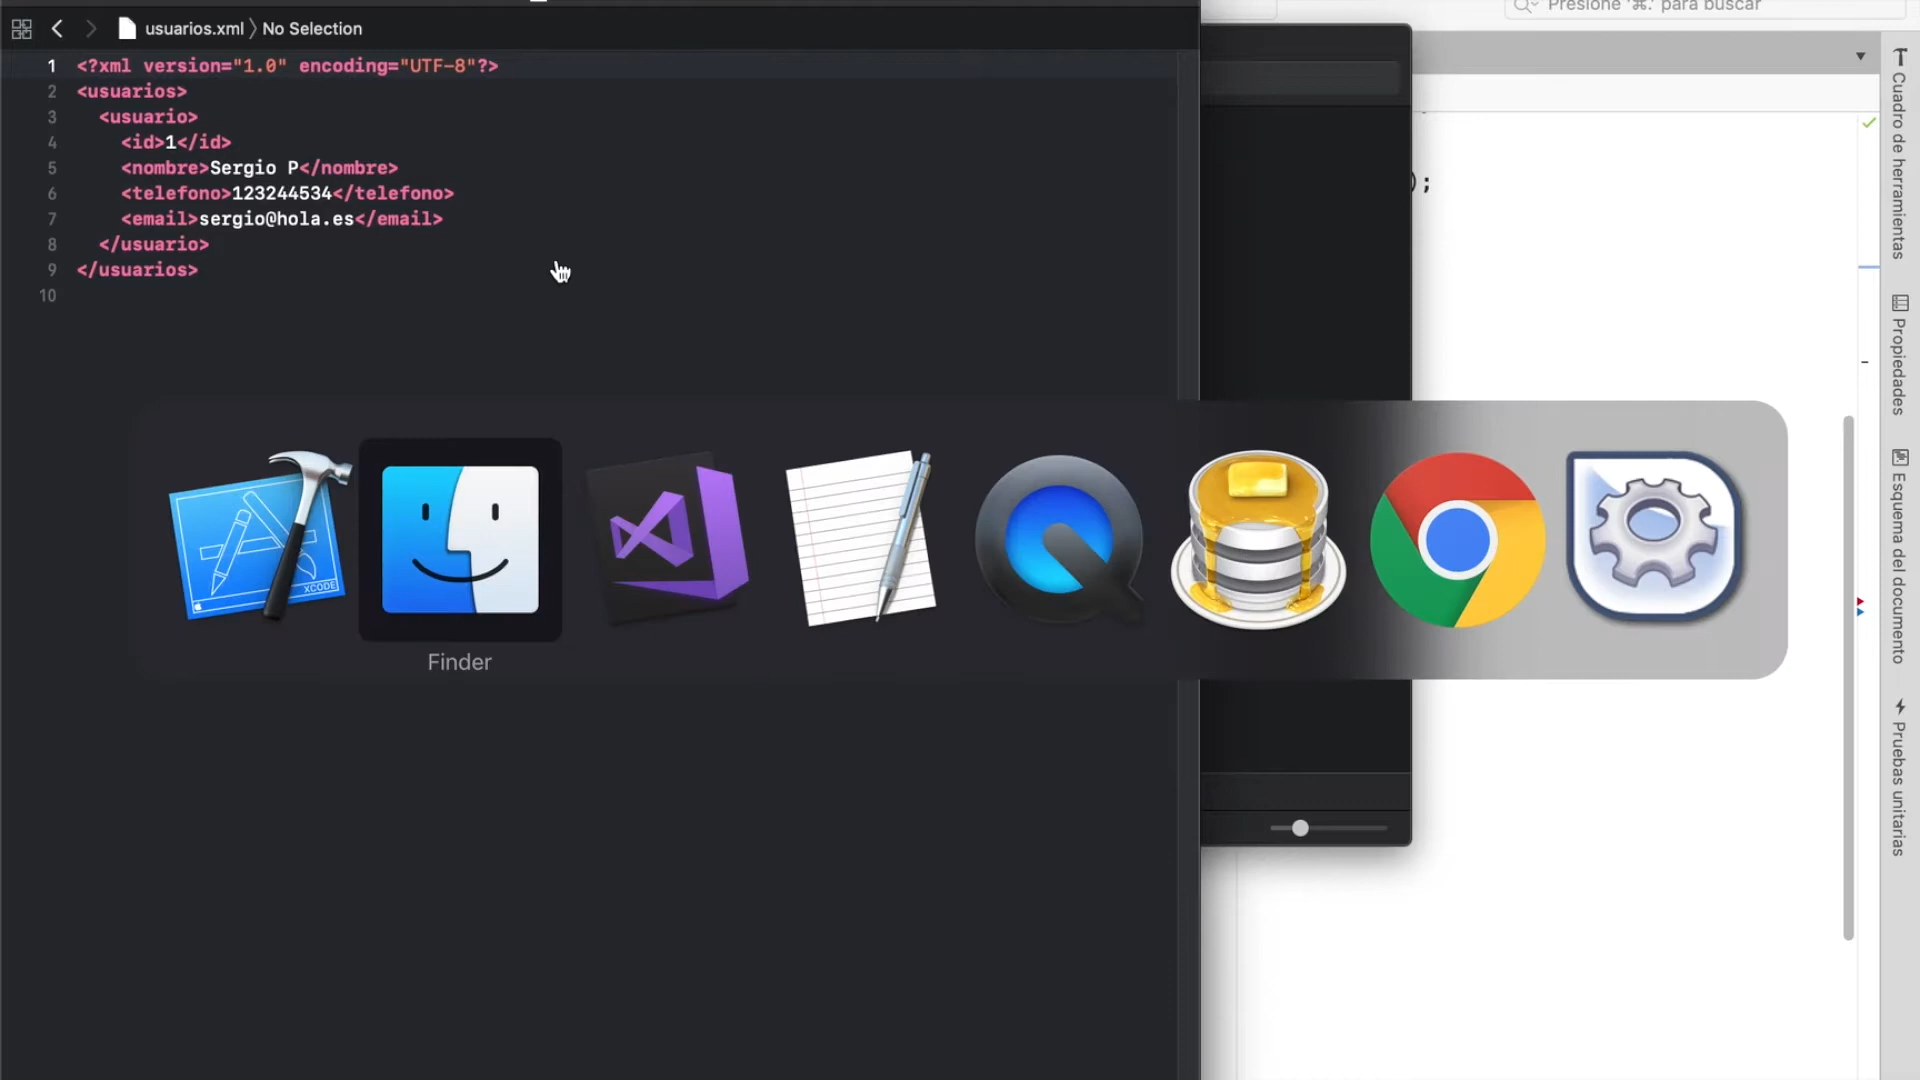 Presione '⌘.' para buscar
usuarios.xml 〉 No Selection
1 <?xml version="1.0" encoding="UTF-8"?>
2 <usuarios>
3 <usuario>
4 <id>1</id>
5 <nombre>Sergio P</nombre>
6 <telefono>123244534</telefono>
7 <email>sergio@hola.es</email>
8 </usuario>
9 </usuarios>
10
);
XCODE
Finder
Cuadro de herramientas
Propiedades
Esquema del documento
Pruebas unitarias